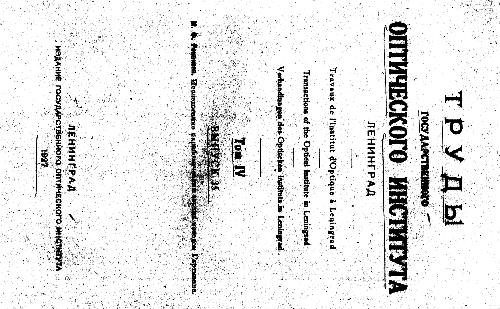 ТРУДЫ
ГОСУДАРСТВЕННОГО
ОПТИЧЕСКОГО ИНСТИТУТА
ЛЕНИНГРАД
Travaux de l'Institut d'Optique à Leningrad
Transactions of the Optical Institute in Leningrad
Verhandlungen des Optischen Instituts in Leningrad
Том IV
ВЫПУСК 35
ЛЕНИНГРАД
ИЗДАНИЕ ГОСУДАРСТВЕННОГО ОПТИЧЕСКОГО ИНСТИТУТА
1927